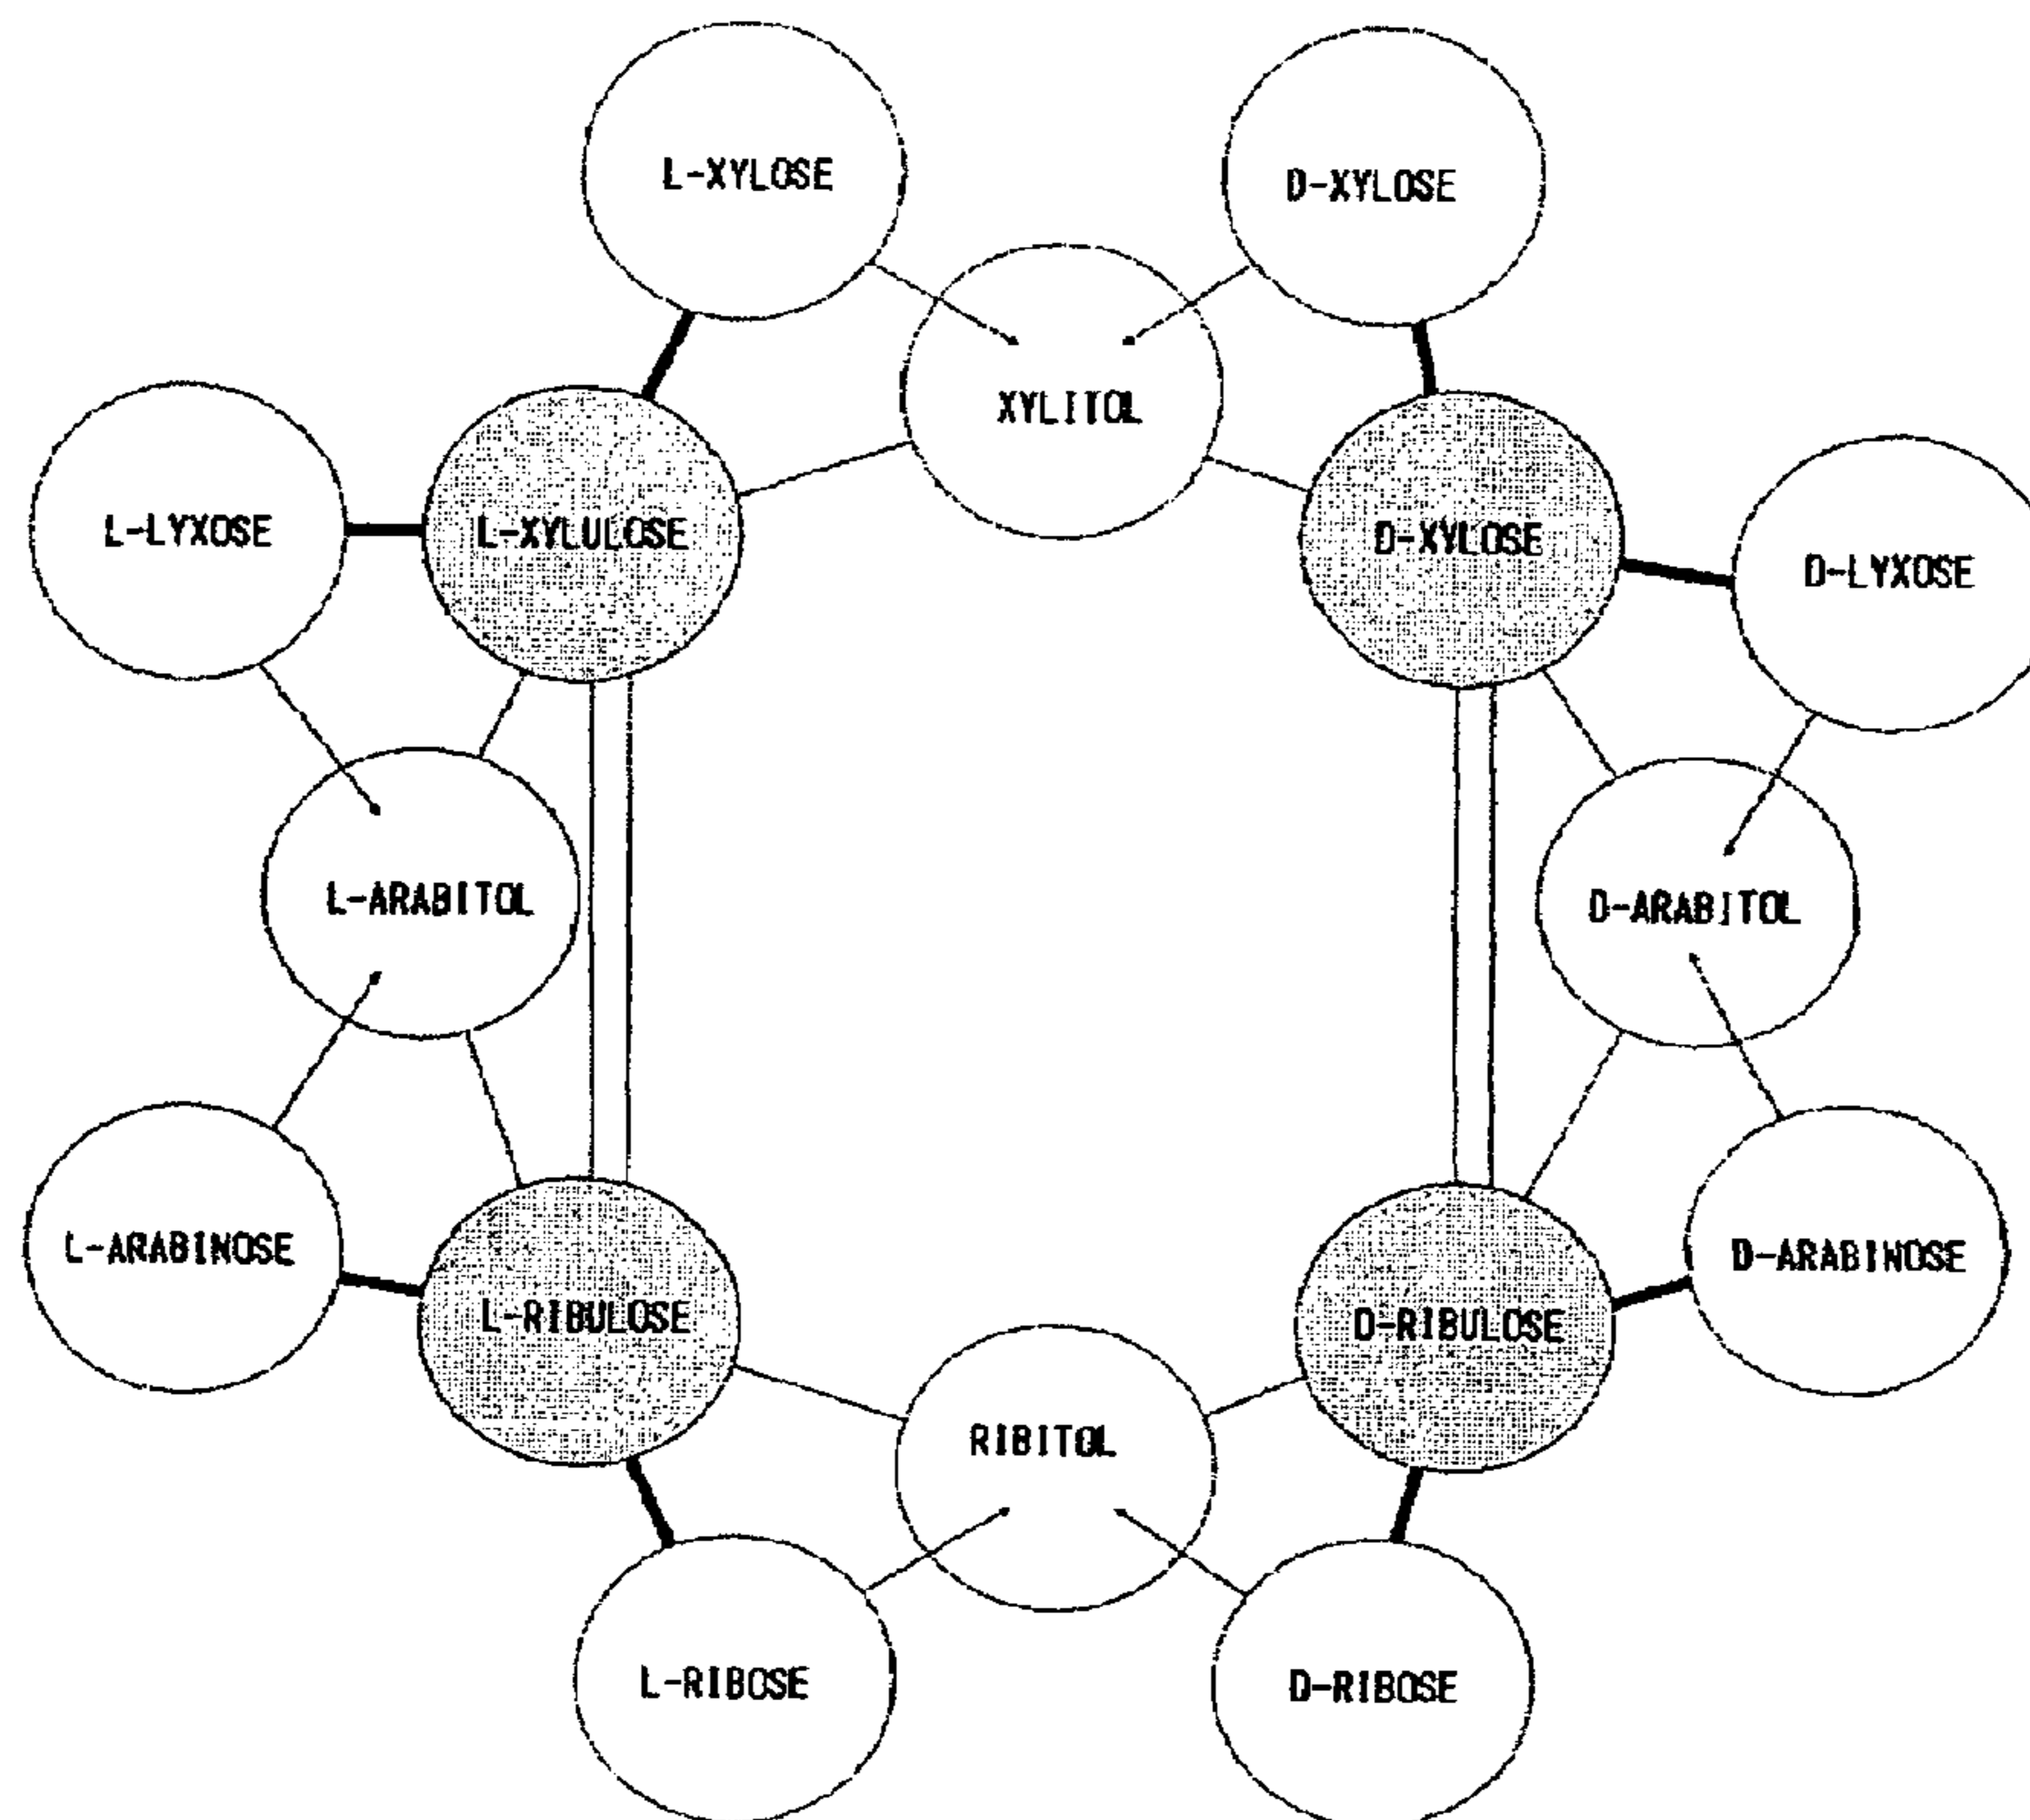 L-XYLOSE
D-XYLOSE
XYLITOL
L-LYXOSE
L-XYLULOSE
D-XYLOSE
D-LYXOSE
L-ARABITOL
D-ARABITOL
L-ARABINOSE
L-RIBULOSE
D-RIBULOSE
D-ARABINOSE
RIBITOL
L-RIBOSE
D-RIBOSE